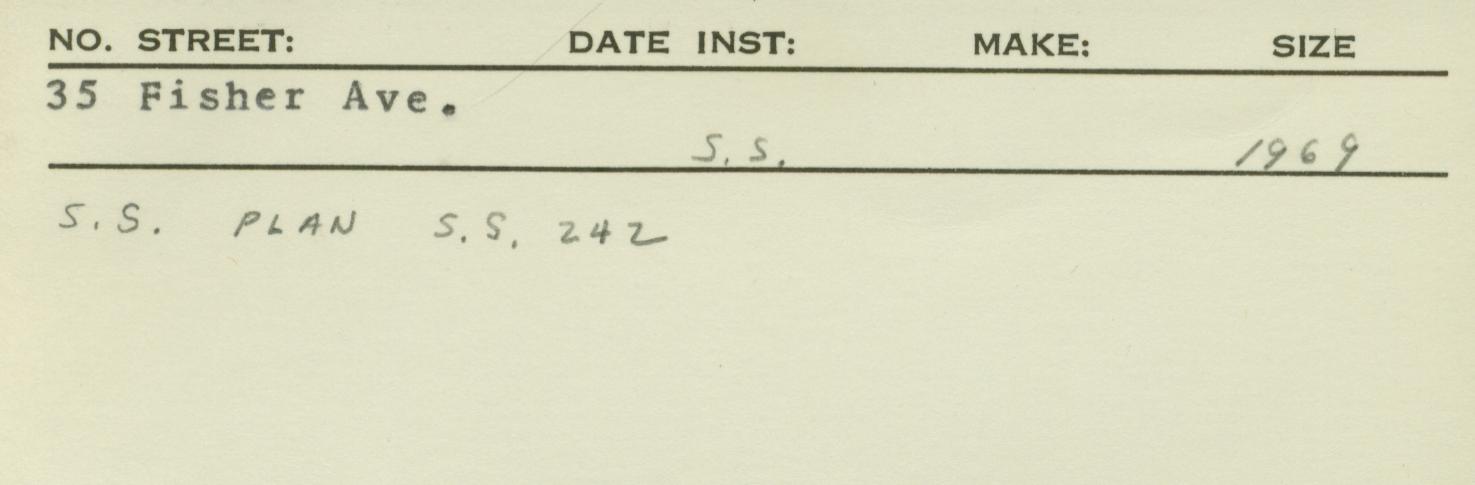 NO. STREET: DATE INST: MAKE: SIZE
35 Fisher Ave.
S.S. 1969
S.S. PLAN S.S. 242